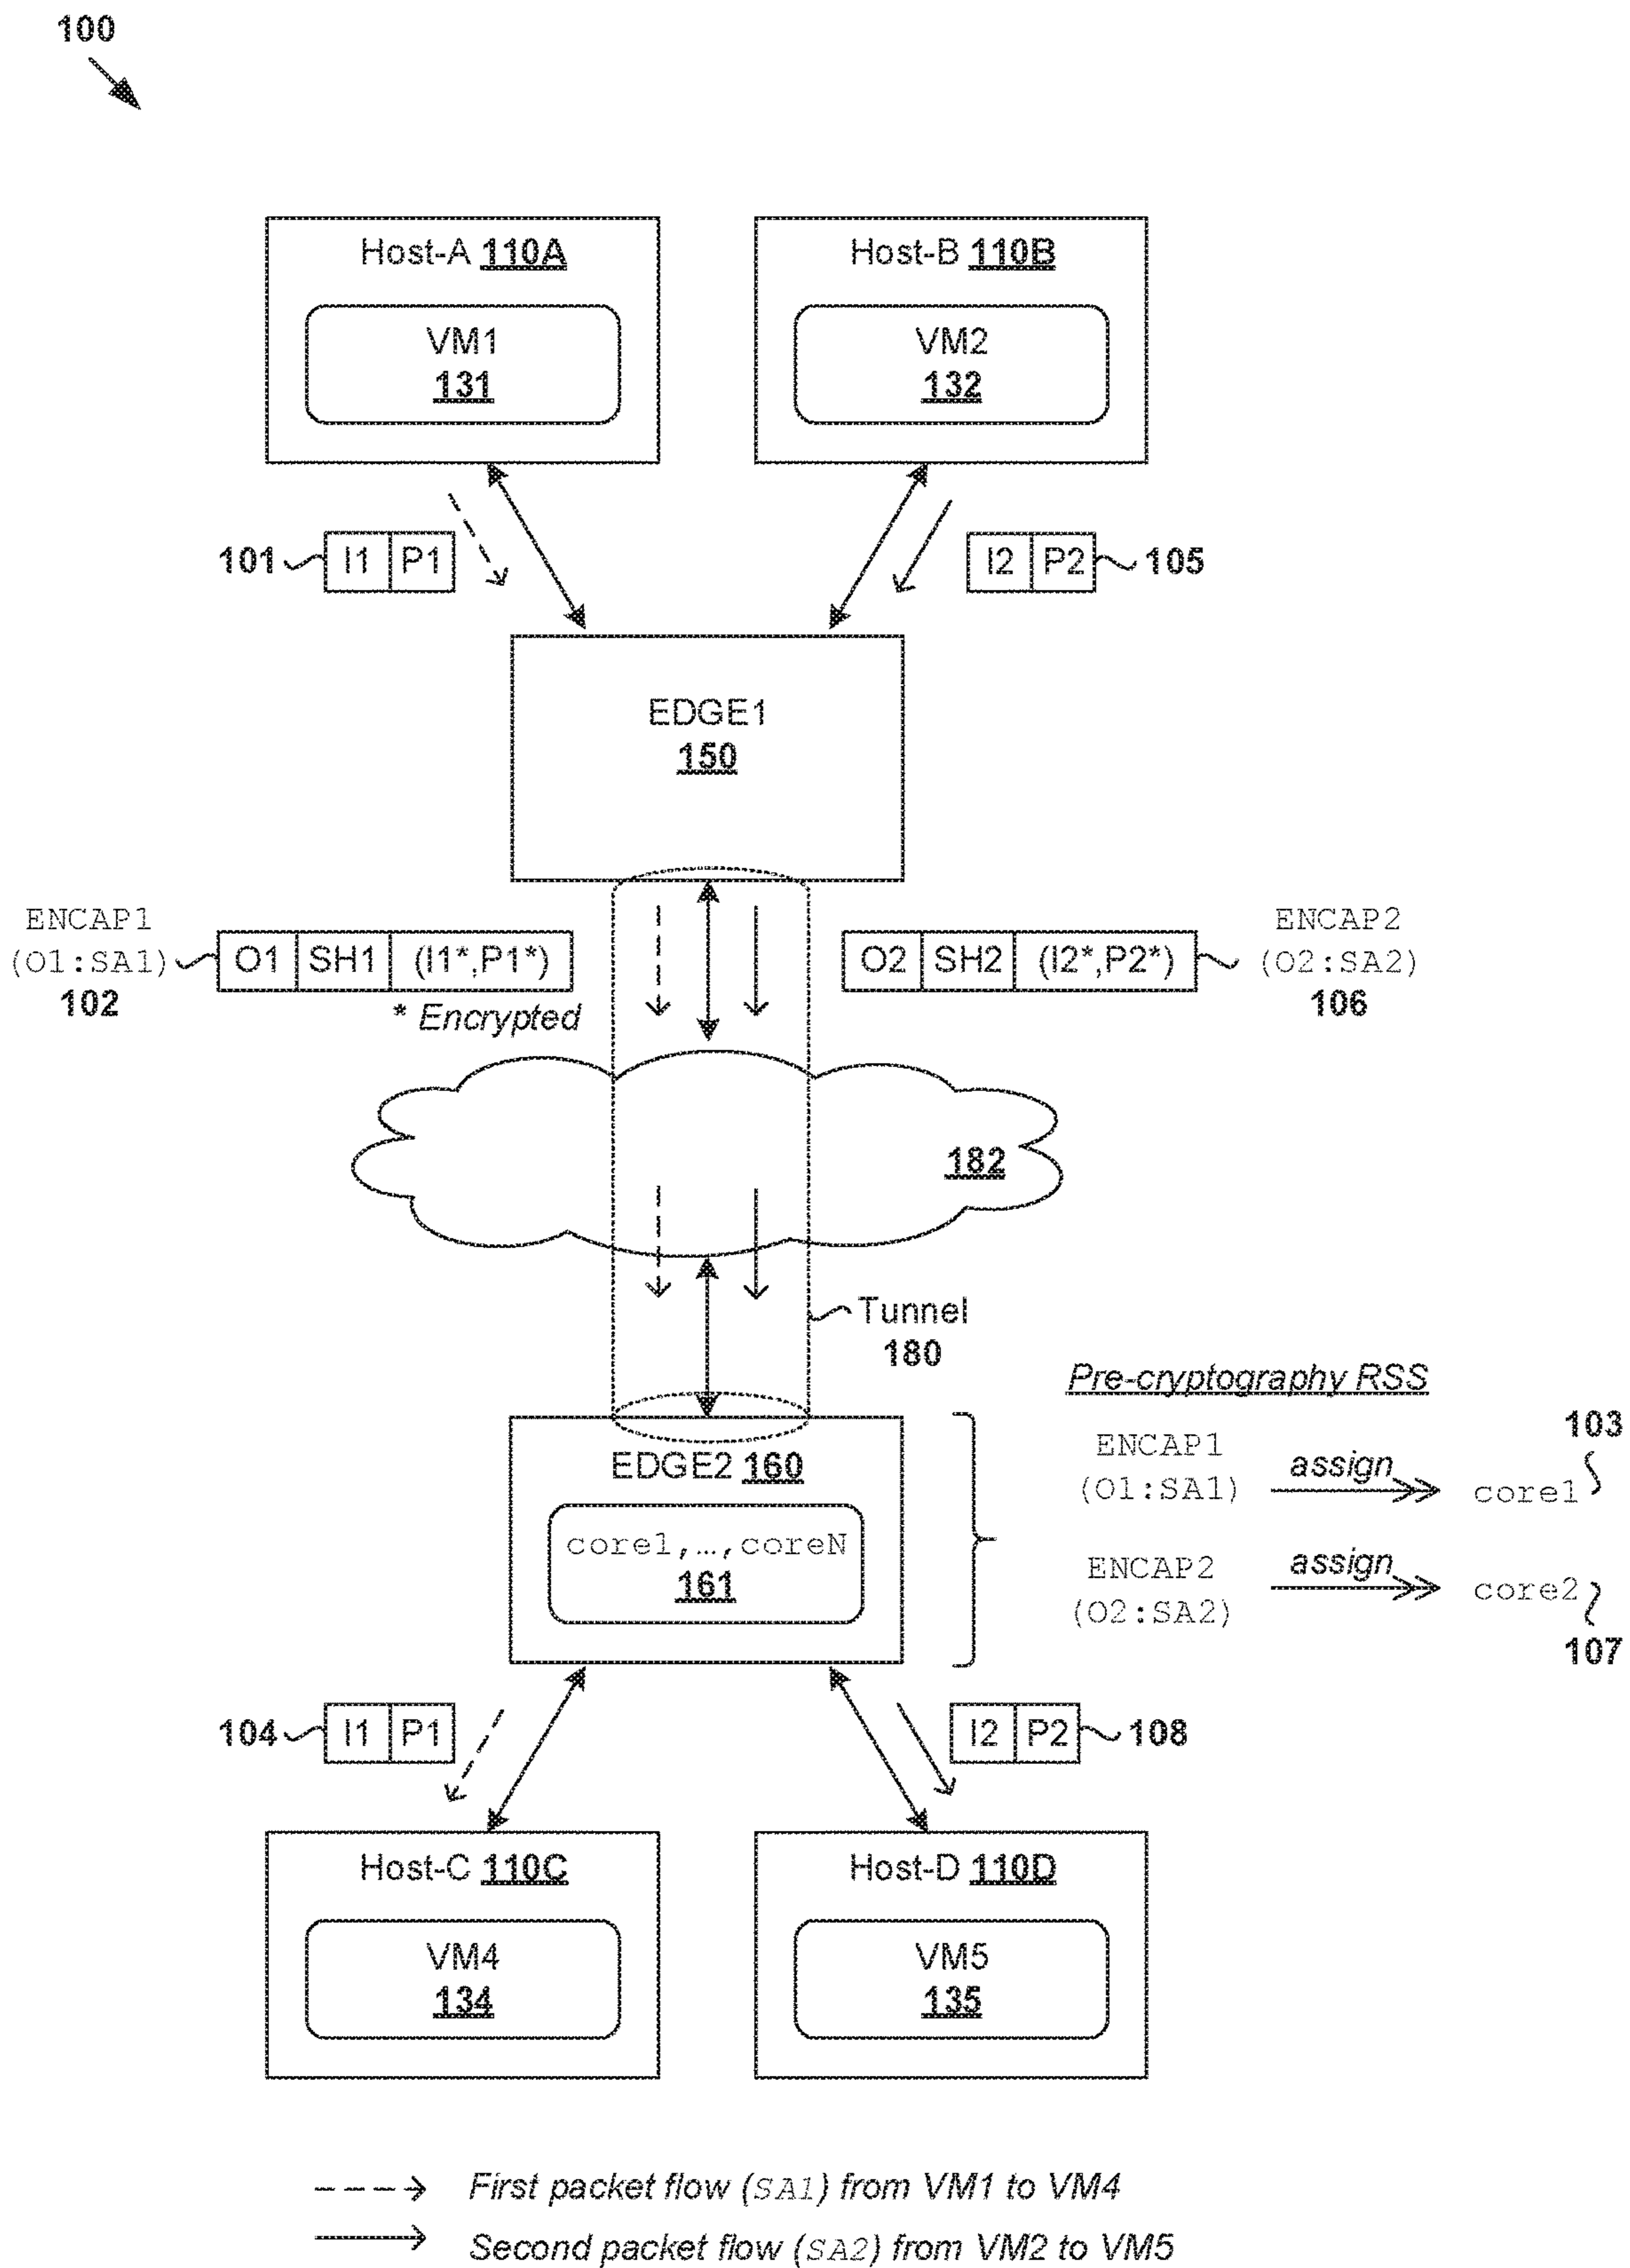 100
Host-A 110A
VM1
131
Host-B 110B
VM2
132
101
I1 P1
I2 P2
105
EDGE1
150
ENCAP1
(O1:SA1)
102
O1 SH1 (I1*,P1*)
* Encrypted
O2 SH2 (I2*,P2*)
ENCAP2
(O2:SA2)
106
182
Tunnel
180
Pre-cryptography RSS
103
ENCAP1
(O1:SA1)
assign
core1
EDGE2 160
core1,...,coreN
161
ENCAP2
(O2:SA2)
assign
core2
107
104
I1 P1
I2 P2
108
Host-C 110C
VM4
134
Host-D 110D
VM5
135
First packet flow (SA1) from VM1 to VM4
Second packet flow (SA2) from VM2 to VM5